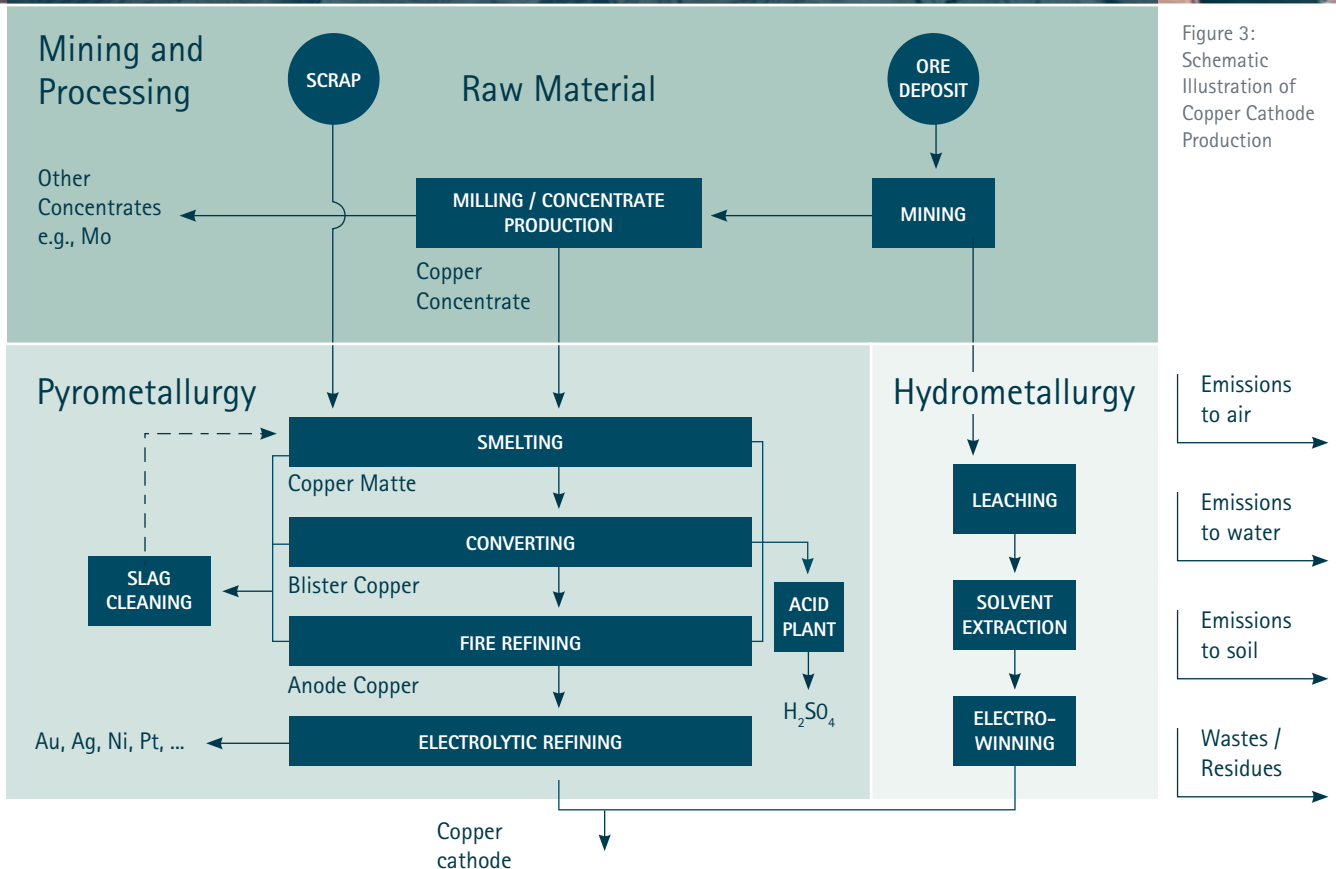 Mining and
Processing
SCRAP
Raw Material
ORE
DEPOSIT
Figure 3:
Schematic
Illustration of
Copper Cathode
Production
Other
Concentrates
e.g., Mo
MILLING / CONCENTRATE
PRODUCTION
MINING
Copper
Concentrate
Pyrometallurgy
Hydrometallurgy
SMELTING
Copper Matte
CONVERTING
Blister Copper
SLAG
CLEANING
FIRE REFINING
Anode Copper
ACID
PLANT
H₂SO₄
Au, Ag, Ni, Pt, ...
ELECTROLYTIC REFINING
LEACHING
SOLVENT
EXTRACTION
ELECTRO-
WINNING
Copper
cathode
Emissions
to air
Emissions
to water
Emissions
to soil
Wastes /
Residues